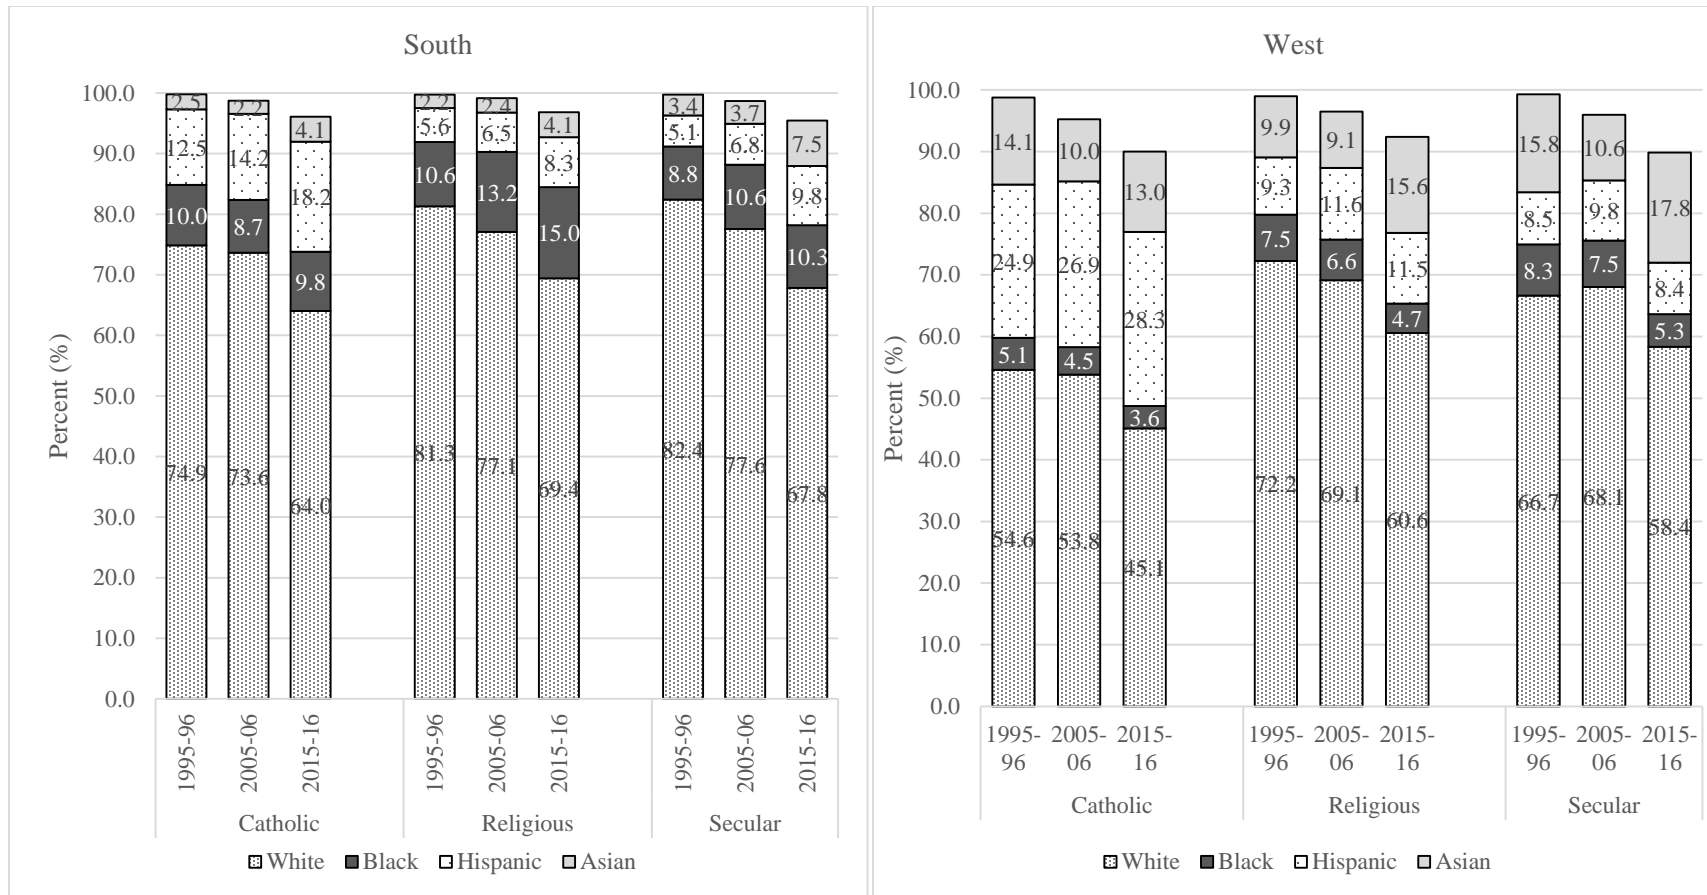 South
100.0
90.0
80.0
70.0
60.0
50.0
40.0
30.0
20.0
10.0
0.0
Percent (%)
2.5 2.2 4.1 2.2 2.4 4.1 3.4 3.7 7.5
12.5 14.2 18.2 5.6 6.5 8.3 5.1 6.8 9.8
10.0 8.7 9.8 10.6 13.2 15.0 8.8 10.6 10.3
74.9 73.6 64.0 81.3 77.1 69.4 82.4 77.6 67.8
1995-96 2005-06 2015-16 1995-96 2005-06 2015-16 1995-96 2005-06 2015-16
Catholic Religious Secular
White Black Hispanic Asian
West
100.0
90.0
80.0
70.0
60.0
50.0
40.0
30.0
20.0
10.0
0.0
Percent (%)
14.1 10.0 13.0 9.9 9.1 15.6 15.8 10.6 17.8
24.9 26.9 28.3 9.3 11.6 11.5 8.5 9.8 8.4
5.1 4.5 3.6 7.5 6.6 4.7 8.3 7.5 5.3
54.6 53.8 45.1 72.2 69.1 60.6 66.7 68.1 58.4
1995- 2005- 2015- 1995- 2005- 2015- 1995- 2005- 2015-
96 06 16 96 06 16 96 06 16
Catholic Religious Secular
White Black Hispanic Asian